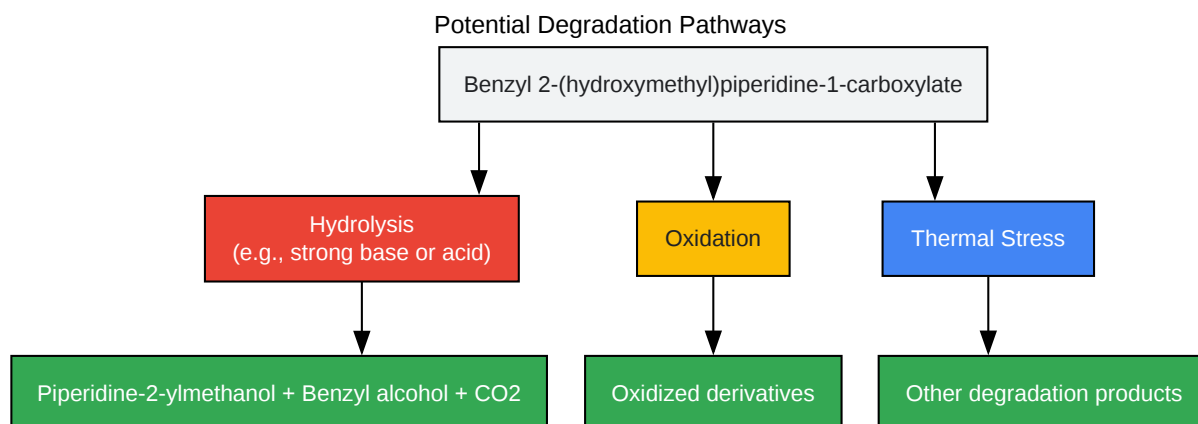 Potential Degradation Pathways
Benzyl 2-(hydroxymethyl)piperidine-1-carboxylate
Hydrolysis
(e.g., strong base or acid)
Oxidation
Thermal Stress
Piperidine-2-ylmethanol + Benzyl alcohol + CO2
Oxidized derivatives
Other degradation products